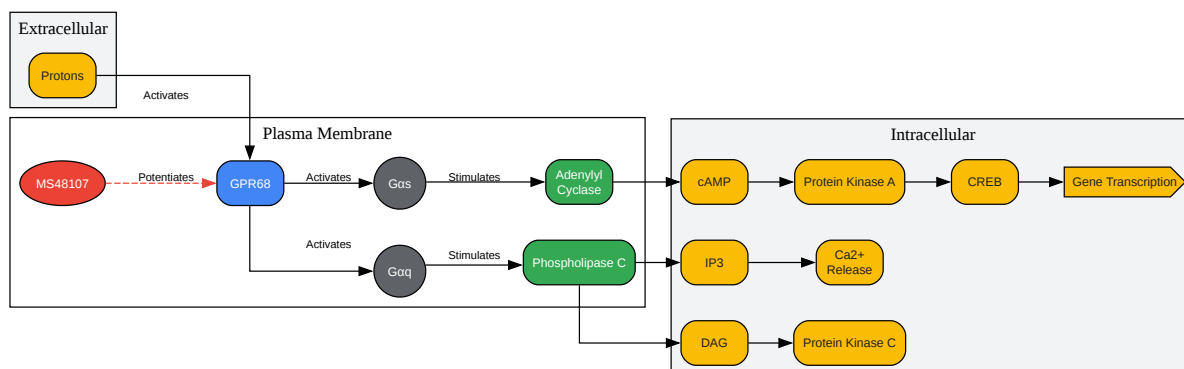 Extracellular
Protons
Activates
Plasma Membrane
Intracellular
MS48107
Potentiates
GPR68
Activates
Gαs
Stimulates
Adenylyl
Cyclase
cAMP
Protein Kinase A
CREB
Gene Transcription
Activates
Gαq
Stimulates
Phospholipase C
IP3
Ca2+
Release
DAG
Protein Kinase C